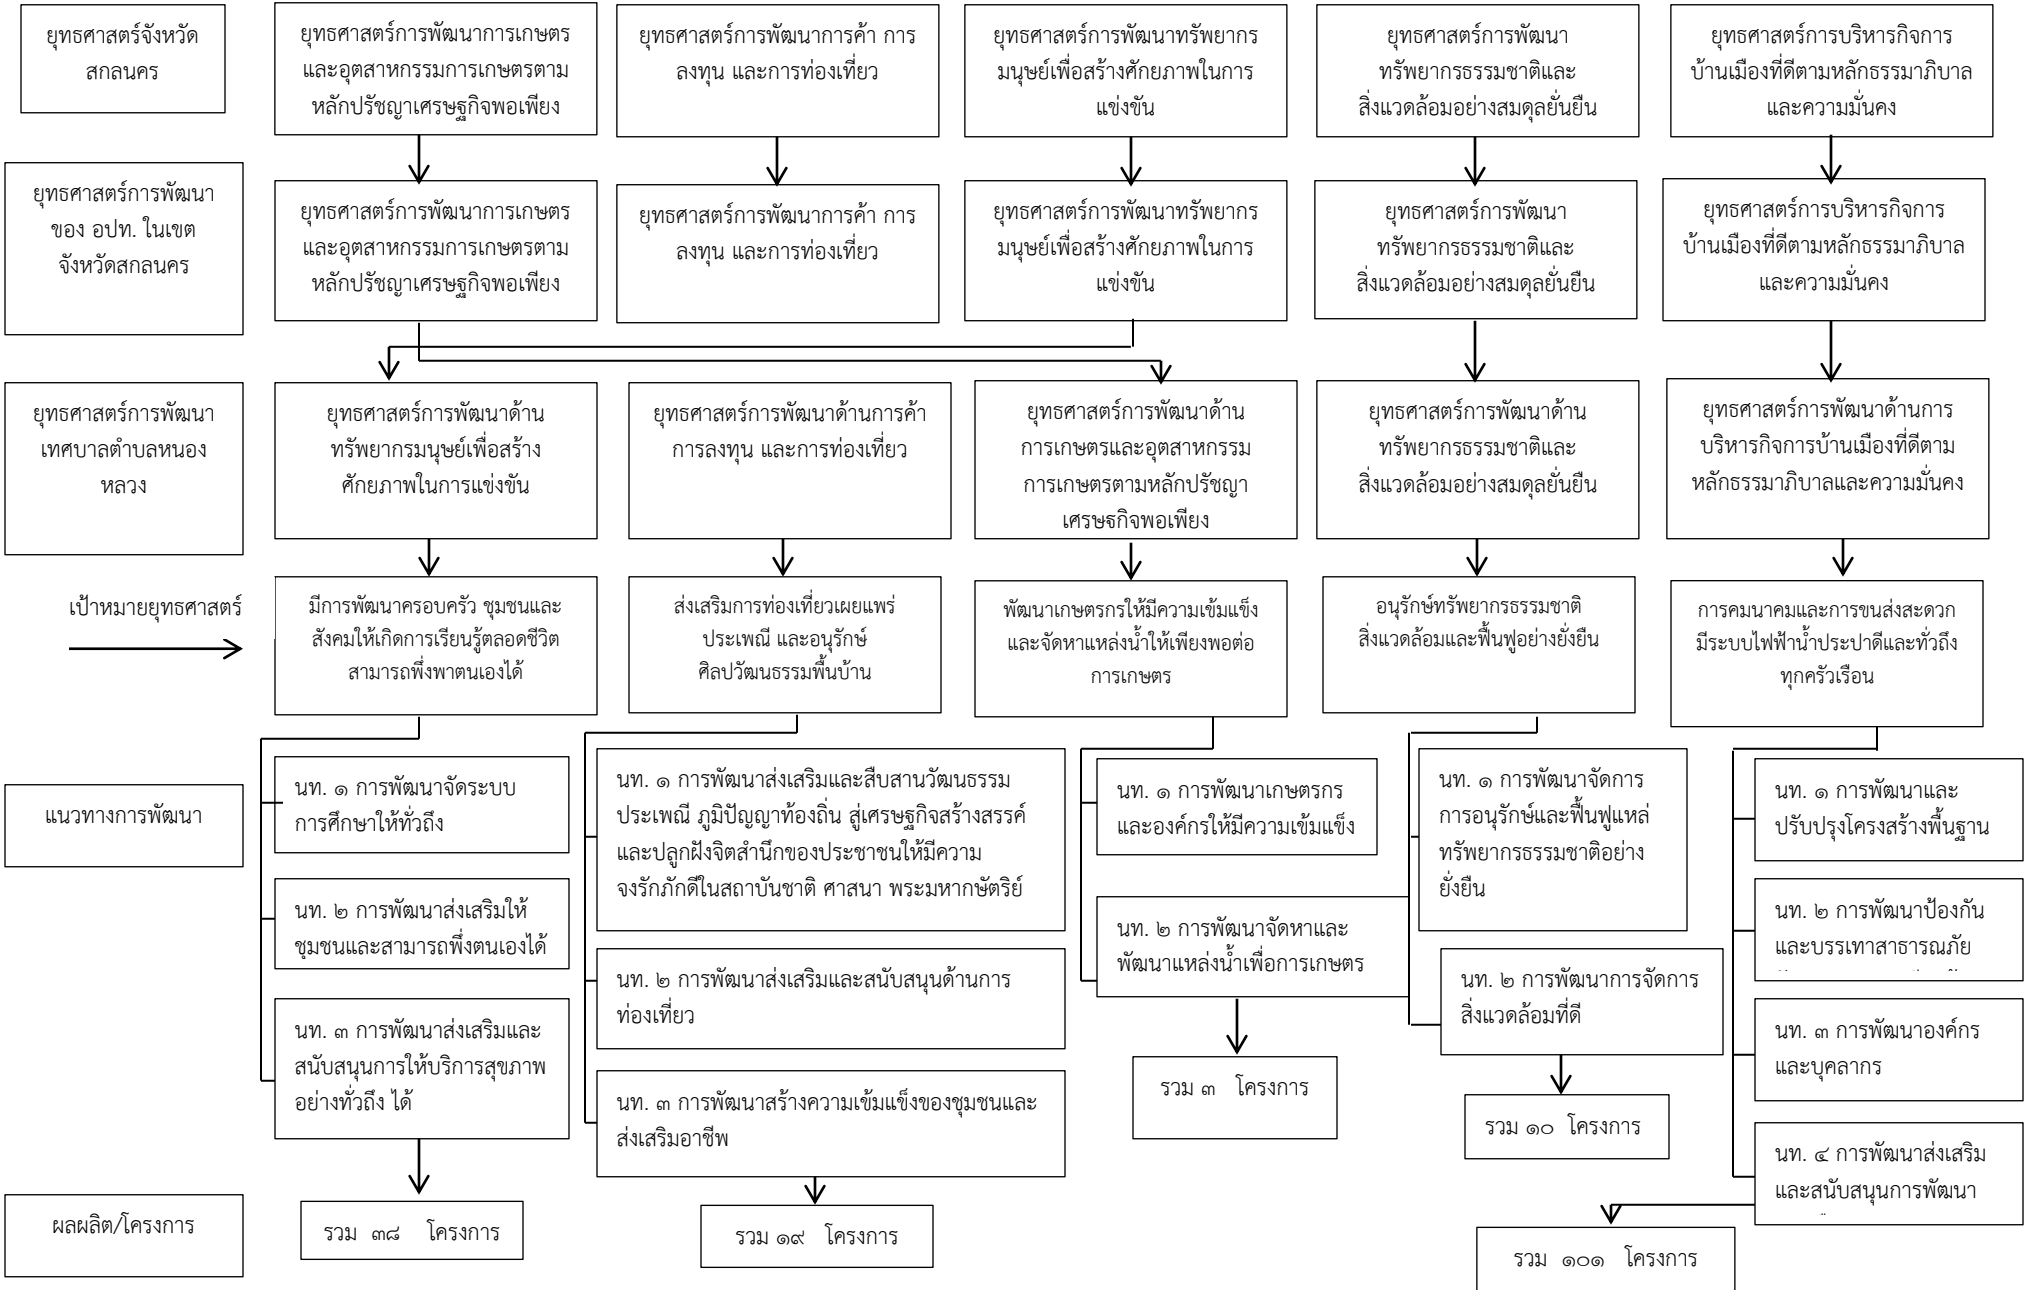 ยุทธศาสตร์จังหวัด
สกลนคร
ยุทธศาสตร์การพัฒนาการเกษตร
และอุตสาหกรรมการเกษตรตาม
หลักปรัชญาเศรษฐกิจพอเพียง
ยุทธศาสตร์การพัฒนาการค้า การ
ลงทุน และการท่องเที่ยว
ยุทธศาสตร์การพัฒนาทรัพยากร
มนุษย์เพื่อสร้างศักยภาพในการ
แข่งขัน
ยุทธศาสตร์การพัฒนา
ทรัพยากรธรรมชาติและ
สิ่งแวดล้อมอย่างสมดุลยั่นยืน
ยุทธศาสตร์การบริหารกิจการ
บ้านเมืองที่ดีตามหลักธรรมาภิบาล
และความมั่นคง
ยุทธศาสตร์การพัฒนา
ของ อปท. ในเขต
จังหวัดสกลนคร
ยุทธศาสตร์การพัฒนาการเกษตร
และอุตสาหกรรมการเกษตรตาม
หลักปรัชญาเศรษฐกิจพอเพียง
ยุทธศาสตร์การพัฒนาการค้า การ
ลงทุน และการท่องเที่ยว
ยุทธศาสตร์การพัฒนาทรัพยากร
มนุษย์เพื่อสร้างศักยภาพในการ
แข่งขัน
ยุทธศาสตร์การพัฒนา
ทรัพยากรธรรมชาติและ
สิ่งแวดล้อมอย่างสมดุลยั่นยืน
ยุทธศาสตร์การบริหารกิจการ
บ้านเมืองที่ดีตามหลักธรรมาภิบาล
และความมั่นคง
ยุทธศาสตร์การพัฒนา
เทศบาลตำบลหนอง
หลวง
ยุทธศาสตร์การพัฒนาด้าน
ทรัพยากรมนุษย์เพื่อสร้าง
ศักยภาพในการแข่งขัน
ยุทธศาสตร์การพัฒนาด้านการค้า
การลงทุน และการท่องเที่ยว
ยุทธศาสตร์การพัฒนาด้าน
การเกษตรและอุตสาหกรรม
การเกษตรตามหลักปรัชญา
เศรษฐกิจพอเพียง
ยุทธศาสตร์การพัฒนาด้าน
ทรัพยากรธรรมชาติและ
สิ่งแวดล้อมอย่างสมดุลยั่นยืน
ยุทธศาสตร์การพัฒนาด้านการ
บริหารกิจการบ้านเมืองที่ดีตาม
หลักธรรมาภิบาลและความมั่นคง
เป้าหมายยุทธศาสตร์
มีการพัฒนาครอบครัว ชุมชนและ
สังคมให้เกิดการเรียนรู้ตลอดชีวิต
สามารถพึ่งพาตนเองได้
ส่งเสริมการท่องเที่ยวเผยแพร่
ประเพณี และอนุรักษ์
ศิลปวัฒนธรรมพื้นบ้าน
พัฒนาเกษตรกรให้มีความเข้มแข็ง
และจัดหาแหล่งน้ำให้เพียงพอต่อ
การเกษตร
อนุรักษ์ทรัพยากรธรรมชาติ
สิ่งแวดล้อมและฟื้นฟูอย่างยั่งยืน
การคมนาคมและการขนส่งสะดวก
มีระบบไฟฟ้าน้ำประปาดีและทั่วถึง
ทุกครัวเรือน
แนวทางการพัฒนา
นท. ๑ การพัฒนาจัดระบบ
การศึกษาให้ทั่วถึง
นท. ๒ การพัฒนาส่งเสริมให้
ชุมชนและสามารถพึ่งตนเองได้
นท. ๓ การพัฒนาส่งเสริมและ
สนับสนุนการให้บริการสุขภาพ
อย่างทั่วถึง ได้
นท. ๑ การพัฒนาส่งเสริมและสืบสานวัฒนธรรม
ประเพณี ภูมิปัญญาท้องถิ่น สู่เศรษฐกิจสร้างสรรค์
และปลูกฝังจิตสำนึกของประชาชนให้มีความ
จงรักภักดีในสถาบันชาติ ศาสนา พระมหากษัตริย์
นท. ๒ การพัฒนาส่งเสริมและสนับสนุนด้านการ
ท่องเที่ยว
นท. ๓ การพัฒนาสร้างความเข้มแข็งของชุมชนและ
ส่งเสริมอาชีพ
นท. ๑ การพัฒนาเกษตรกร
และองค์กรให้มีความเข้มแข็ง
นท. ๒ การพัฒนาจัดหาและ
พัฒนาแหล่งน้ำเพื่อการเกษตร
นท. ๑ การพัฒนาจัดการ
การอนุรักษ์และฟื้นฟูแหล่
ทรัพยากรธรรมชาติอย่าง
ยั่งยืน
นท. ๒ การพัฒนาการจัดการ
สิ่งแวดล้อมที่ดี
นท. ๑ การพัฒนาและ
ปรับปรุงโครงสร้างพื้นฐาน
นท. ๒ การพัฒนาป้องกัน
และบรรเทาสาธารณภัย
นท. ๓ การพัฒนาองค์กร
และบุคลากร
นท. ๔ การพัฒนาส่งเสริม
และสนับสนุนการพัฒนา
ผลผลิต/โครงการ
รวม ๓๘ โครงการ
รวม ๑๙ โครงการ
รวม ๓ โครงการ
รวม ๑๐ โครงการ
รวม ๑๐๑ โครงการ